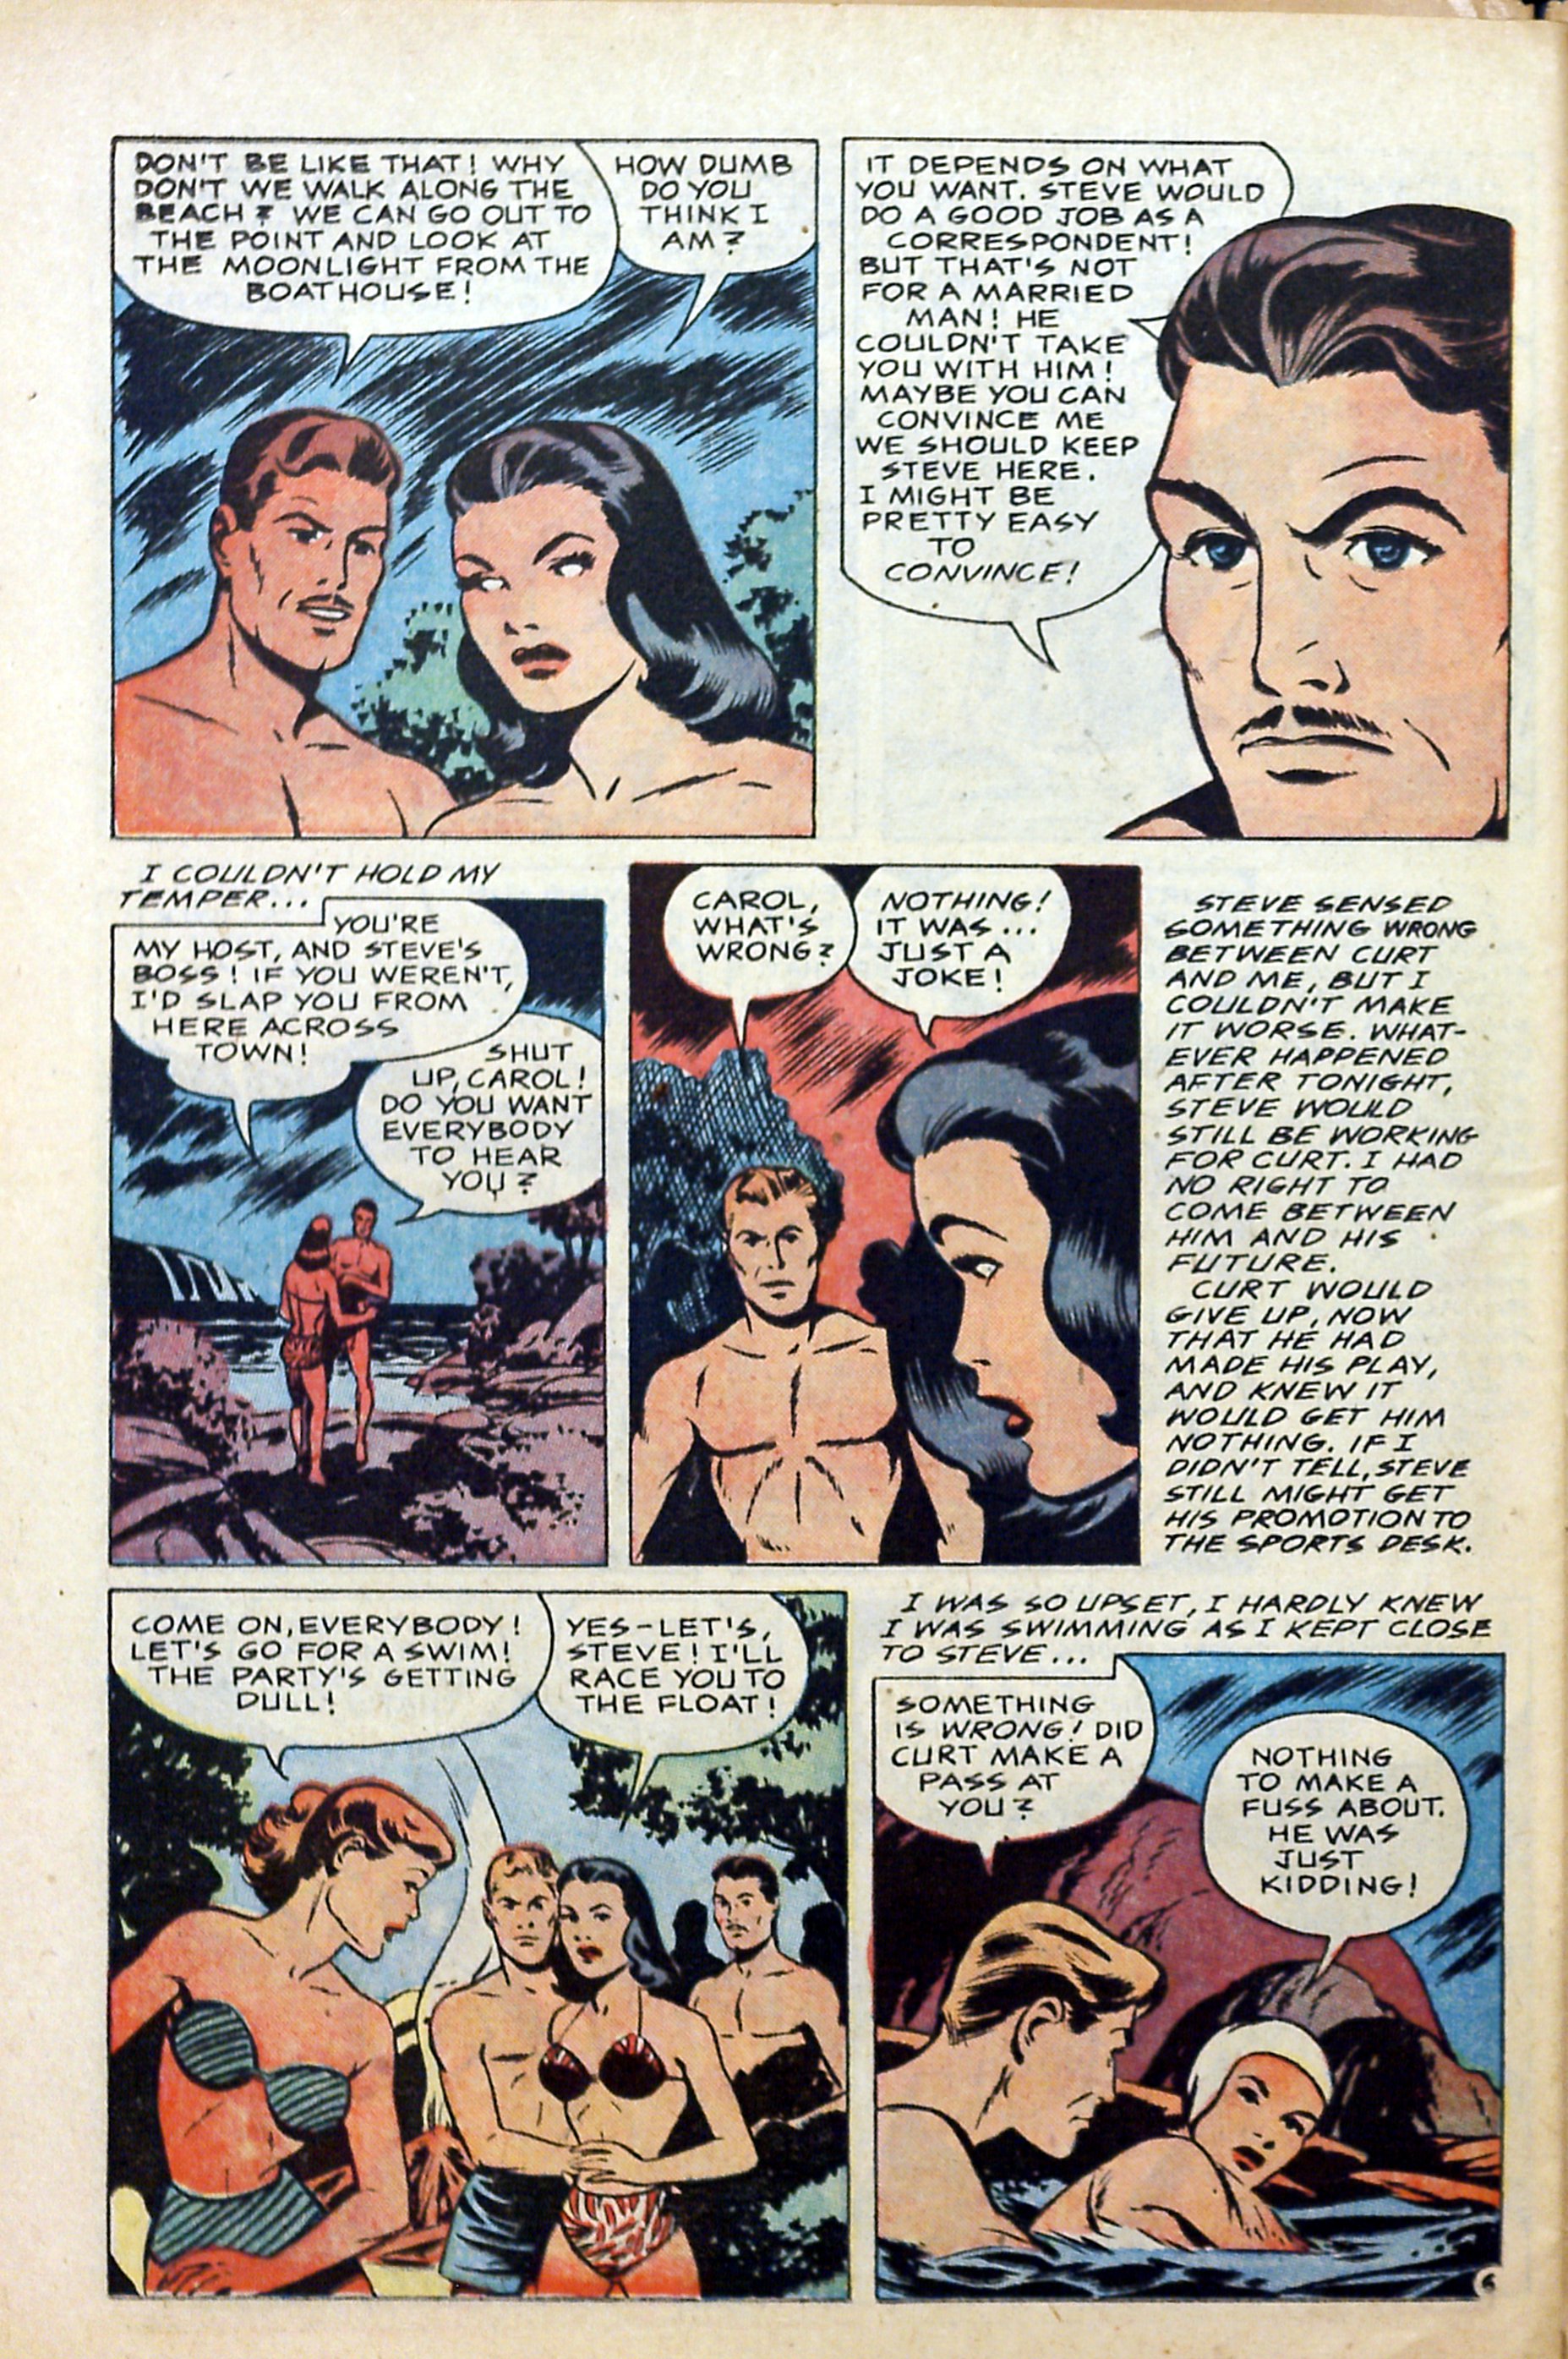 DON'T BE LIKE THAT! WHY
DON'T WE WALK ALONG THE
BEACH? WE CAN GO OUT TO
THE POINT AND LOOK AT
THE MOONLIGHT FROM THE
BOATHOUSE!
HOW DUMB
DO YOU
THINK I
AM?
IT DEPENDS ON WHAT
YOU WANT. STEVE WOULD
DO A GOOD JOB AS A
CORRESPONDENT!
BUT THAT'S NOT
FOR A MARRIED
MAN! HE
COULDN'T TAKE
YOU WITH HIM!
MAYBE YOU CAN
CONVINCE ME
WE SHOULD KEEP
STEVE HERE.
I MIGHT BE
PRETTY EASY
TO
CONVINCE!
I COULDN'T HOLD MY
TEMPER...
YOU'RE
MY HOST, AND STEVE'S
BOSS! IF YOU WEREN'T,
I'D SLAP YOU FROM
HERE ACROSS
TOWN!
SHUT
UP, CAROL!
DO YOU WANT
EVERYBODY
TO HEAR
YOU?
CAROL,
WHAT'S
WRONG?
NOTHING!
IT WAS...
JUST A
JOKE!
STEVE SENSED
SOMETHING WRONG
BETWEEN CURT
AND ME, BUT I
COULDN'T MAKE
IT WORSE. WHAT-
EVER HAPPENED
AFTER TONIGHT,
STEVE WOULD
STILL BE WORKING
FOR CURT. I HAD
NO RIGHT TO
COME BETWEEN
HIM AND HIS
FUTURE.
CURT WOULD
GIVE UP, NOW
THAT HE HAD
MADE HIS PLAY,
AND KNEW IT
WOULD GET HIM
NOTHING. IF I
DIDN'T TELL, STEVE
STILL MIGHT GET
HIS PROMOTION TO
THE SPORTS DESK.
COME ON, EVERYBODY!
LET'S GO FOR A SWIM!
THE PARTY'S GETTING
DULL!
YES-LET'S,
STEVE! I'LL
RACE YOU TO
THE FLOAT!
I WAS SO UPSET, I HARDLY KNEW
I WAS SWIMMING AS I KEPT CLOSE
TO STEVE...
SOMETHING
IS WRONG! DID
CURT MAKE A
PASS AT
YOU?
NOTHING
TO MAKE A
FUSS ABOUT.
HE WAS
JUST
KIDDING!
6